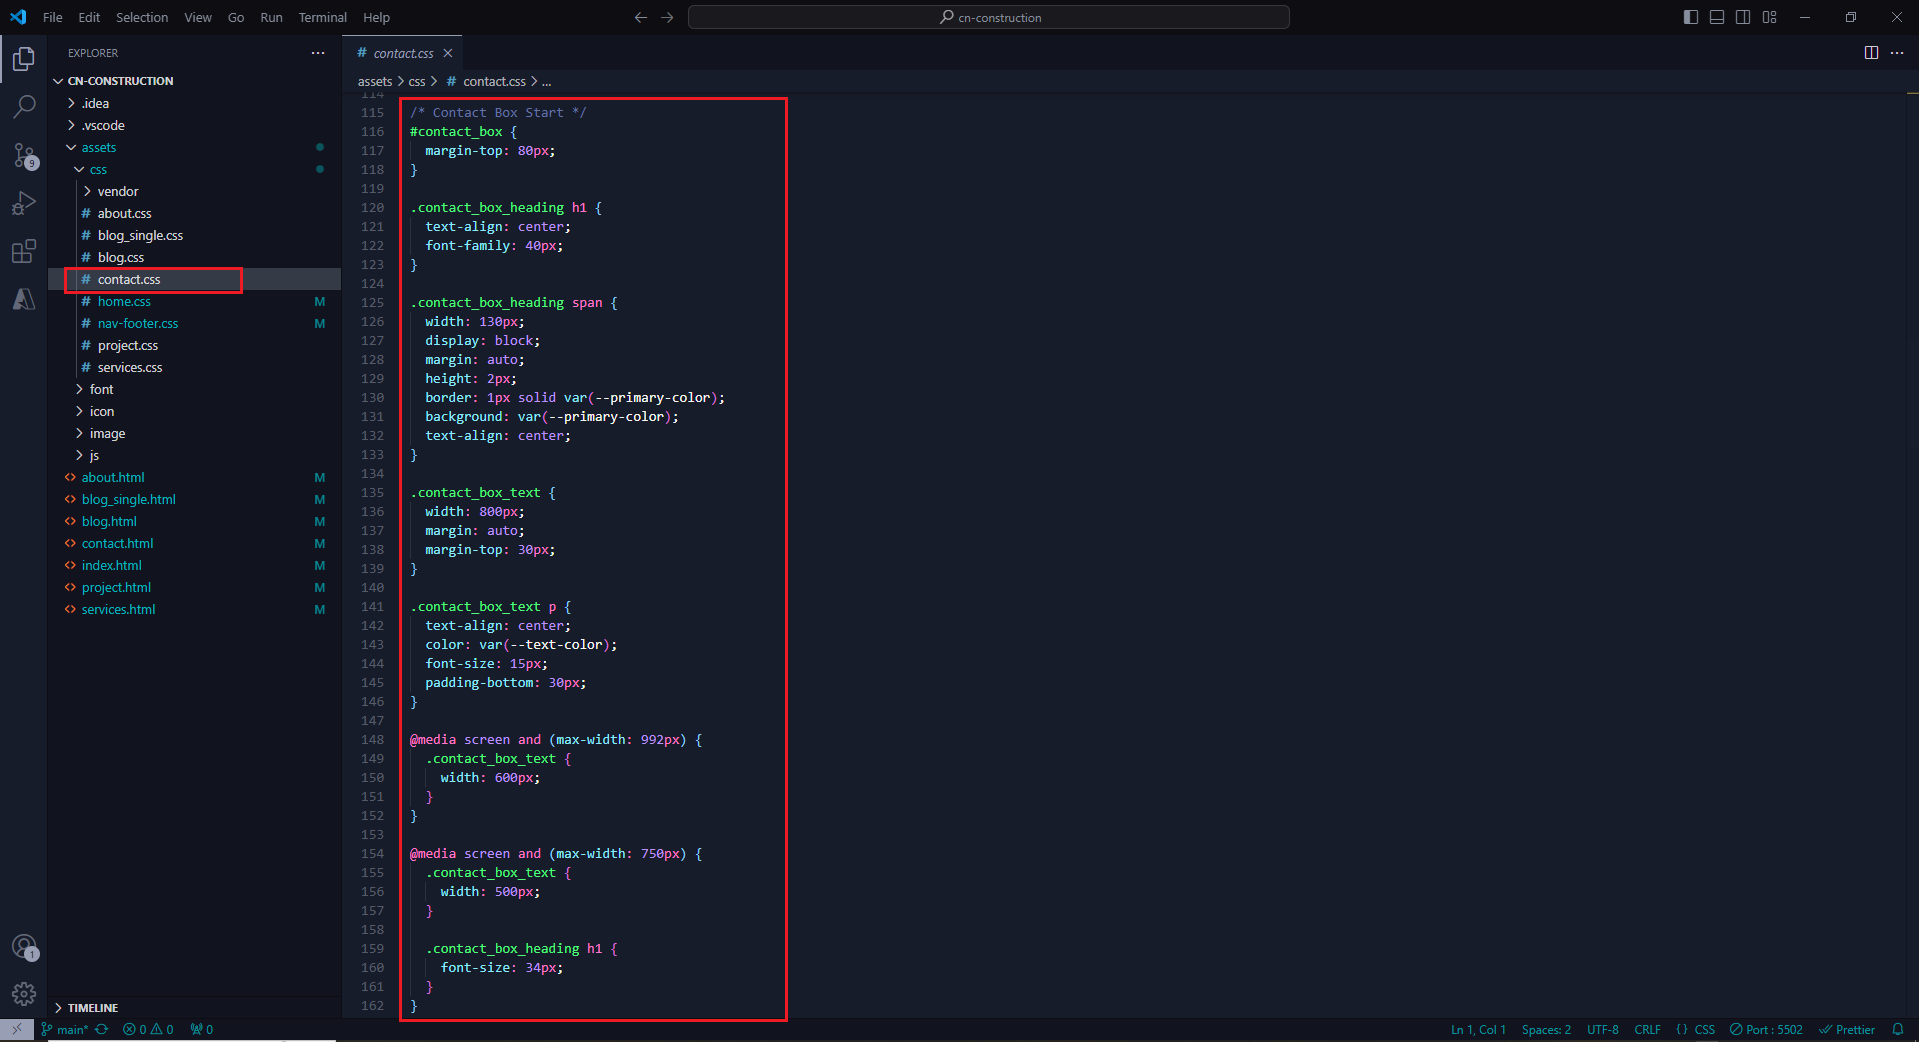 File Edit Selection View Go Run Terminal Help
cn-construction
EXPLORER
CN-CONSTRUCTION
.idea
.vscode
assets
css
vendor
# about.css
# blog_single.css
# blog.css
# contact.css
# home.css M
# nav-footer.css M
# project.css
# services.css
font
icon
image
js
<> about.html M
<> blog_single.html M
<> blog.html M
<> contact.html M
<> index.html M
<> project.html M
<> services.html M
TIMELINE
9
1
# contact.css
assets > css > # contact.css > ...
114
115 /* Contact Box Start */
116 #contact_box {
117 margin-top: 80px;
118 }
119
120 .contact_box_heading h1 {
121 text-align: center;
122 font-family: 40px;
123 }
124
125 .contact_box_heading span {
126 width: 130px;
127 display: block;
128 margin: auto;
129 height: 2px;
130 border: 1px solid var(--primary-color);
131 background: var(--primary-color);
132 text-align: center;
133 }
134
135 .contact_box_text {
136 width: 800px;
137 margin: auto;
138 margin-top: 30px;
139 }
140
141 .contact_box_text p {
142 text-align: center;
143 color: var(--text-color);
144 font-size: 15px;
145 padding-bottom: 30px;
146 }
147
148 @media screen and (max-width: 992px) {
149 .contact_box_text {
150 width: 600px;
151 }
152 }
153
154 @media screen and (max-width: 750px) {
155 .contact_box_text {
156 width: 500px;
157 }
158
159 .contact_box_heading h1 {
160 font-size: 34px;
161 }
162 }
main* 0 0 0 Ln 1, Col 1 Spaces: 2 UTF-8 CRLF { } CSS Port : 5502 Prettier